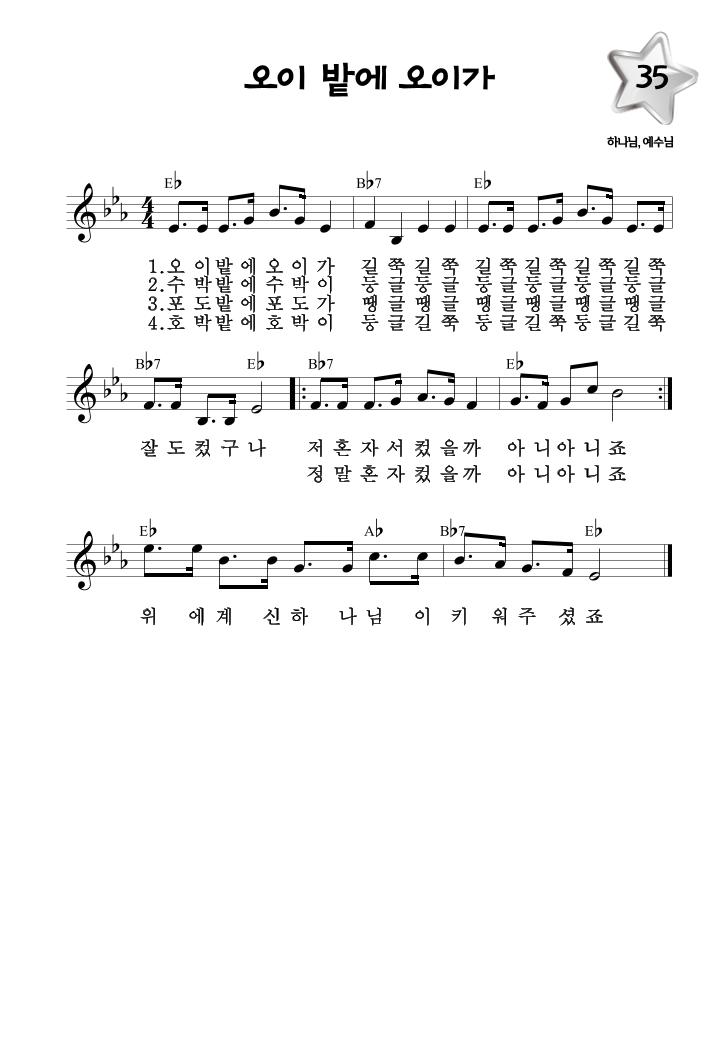 오이 밭에 오이가
35
하나님, 예수님
E♭ B♭7 E♭
1.오 이 밭 에 오 이 가 길 쭉 길 쭉 길 쭉 길 쭉 길 쭉 길 쭉
2.수 박 밭 에 수 박 이 둥 글 둥 글 둥 글 둥 글 둥 글 둥 글
3.포 도 밭 에 포 도 가 땡 글 땡 글 땡 글 땡 글 땡 글 땡 글
4.호 박 밭 에 호 박 이 둥 글 길 쭉 둥 글 길 쭉 둥 글 길 쭉
B♭7 E♭ B♭7 E♭
잘 도 컸 구 나 저 혼 자 서 컸 을 까 아 니 아 니 죠
정 말 혼 자 컸 을 까 아 니 아 니 죠
E♭ A♭ B♭7 E♭
위 에 계 신 하 나 님 이 키 워 주 셨 죠